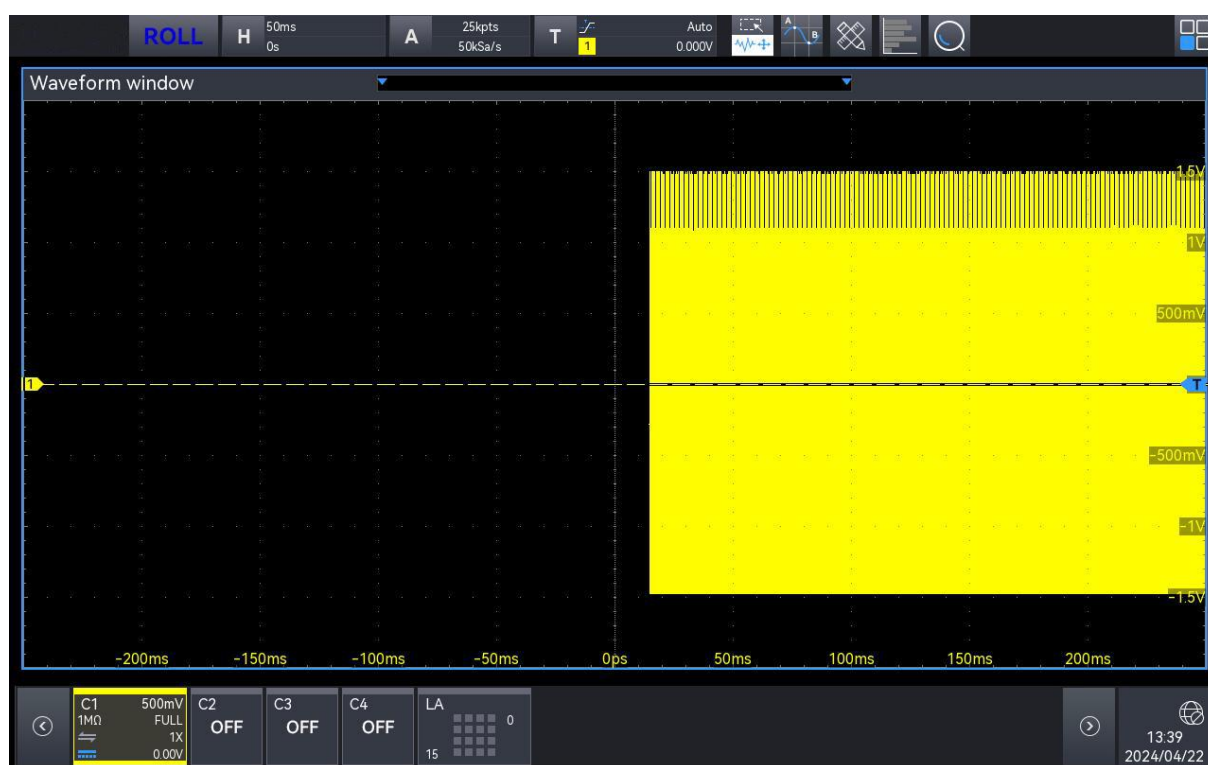 ROLL
H
50ms
0s
A
25kpts
50kSa/s
T
1
Auto
0.000V
A
B
Waveform window
1.5V
1V
500mV
1
T
-500mV
-1V
-1.5V
-200ms
-150ms
-100ms
-50ms
0ps
50ms
100ms
150ms
200ms
C1 500mV
1MΩ FULL
1X
0.00V
C2
OFF
C3
OFF
C4
OFF
LA
0
15
13:39
2024/04/22